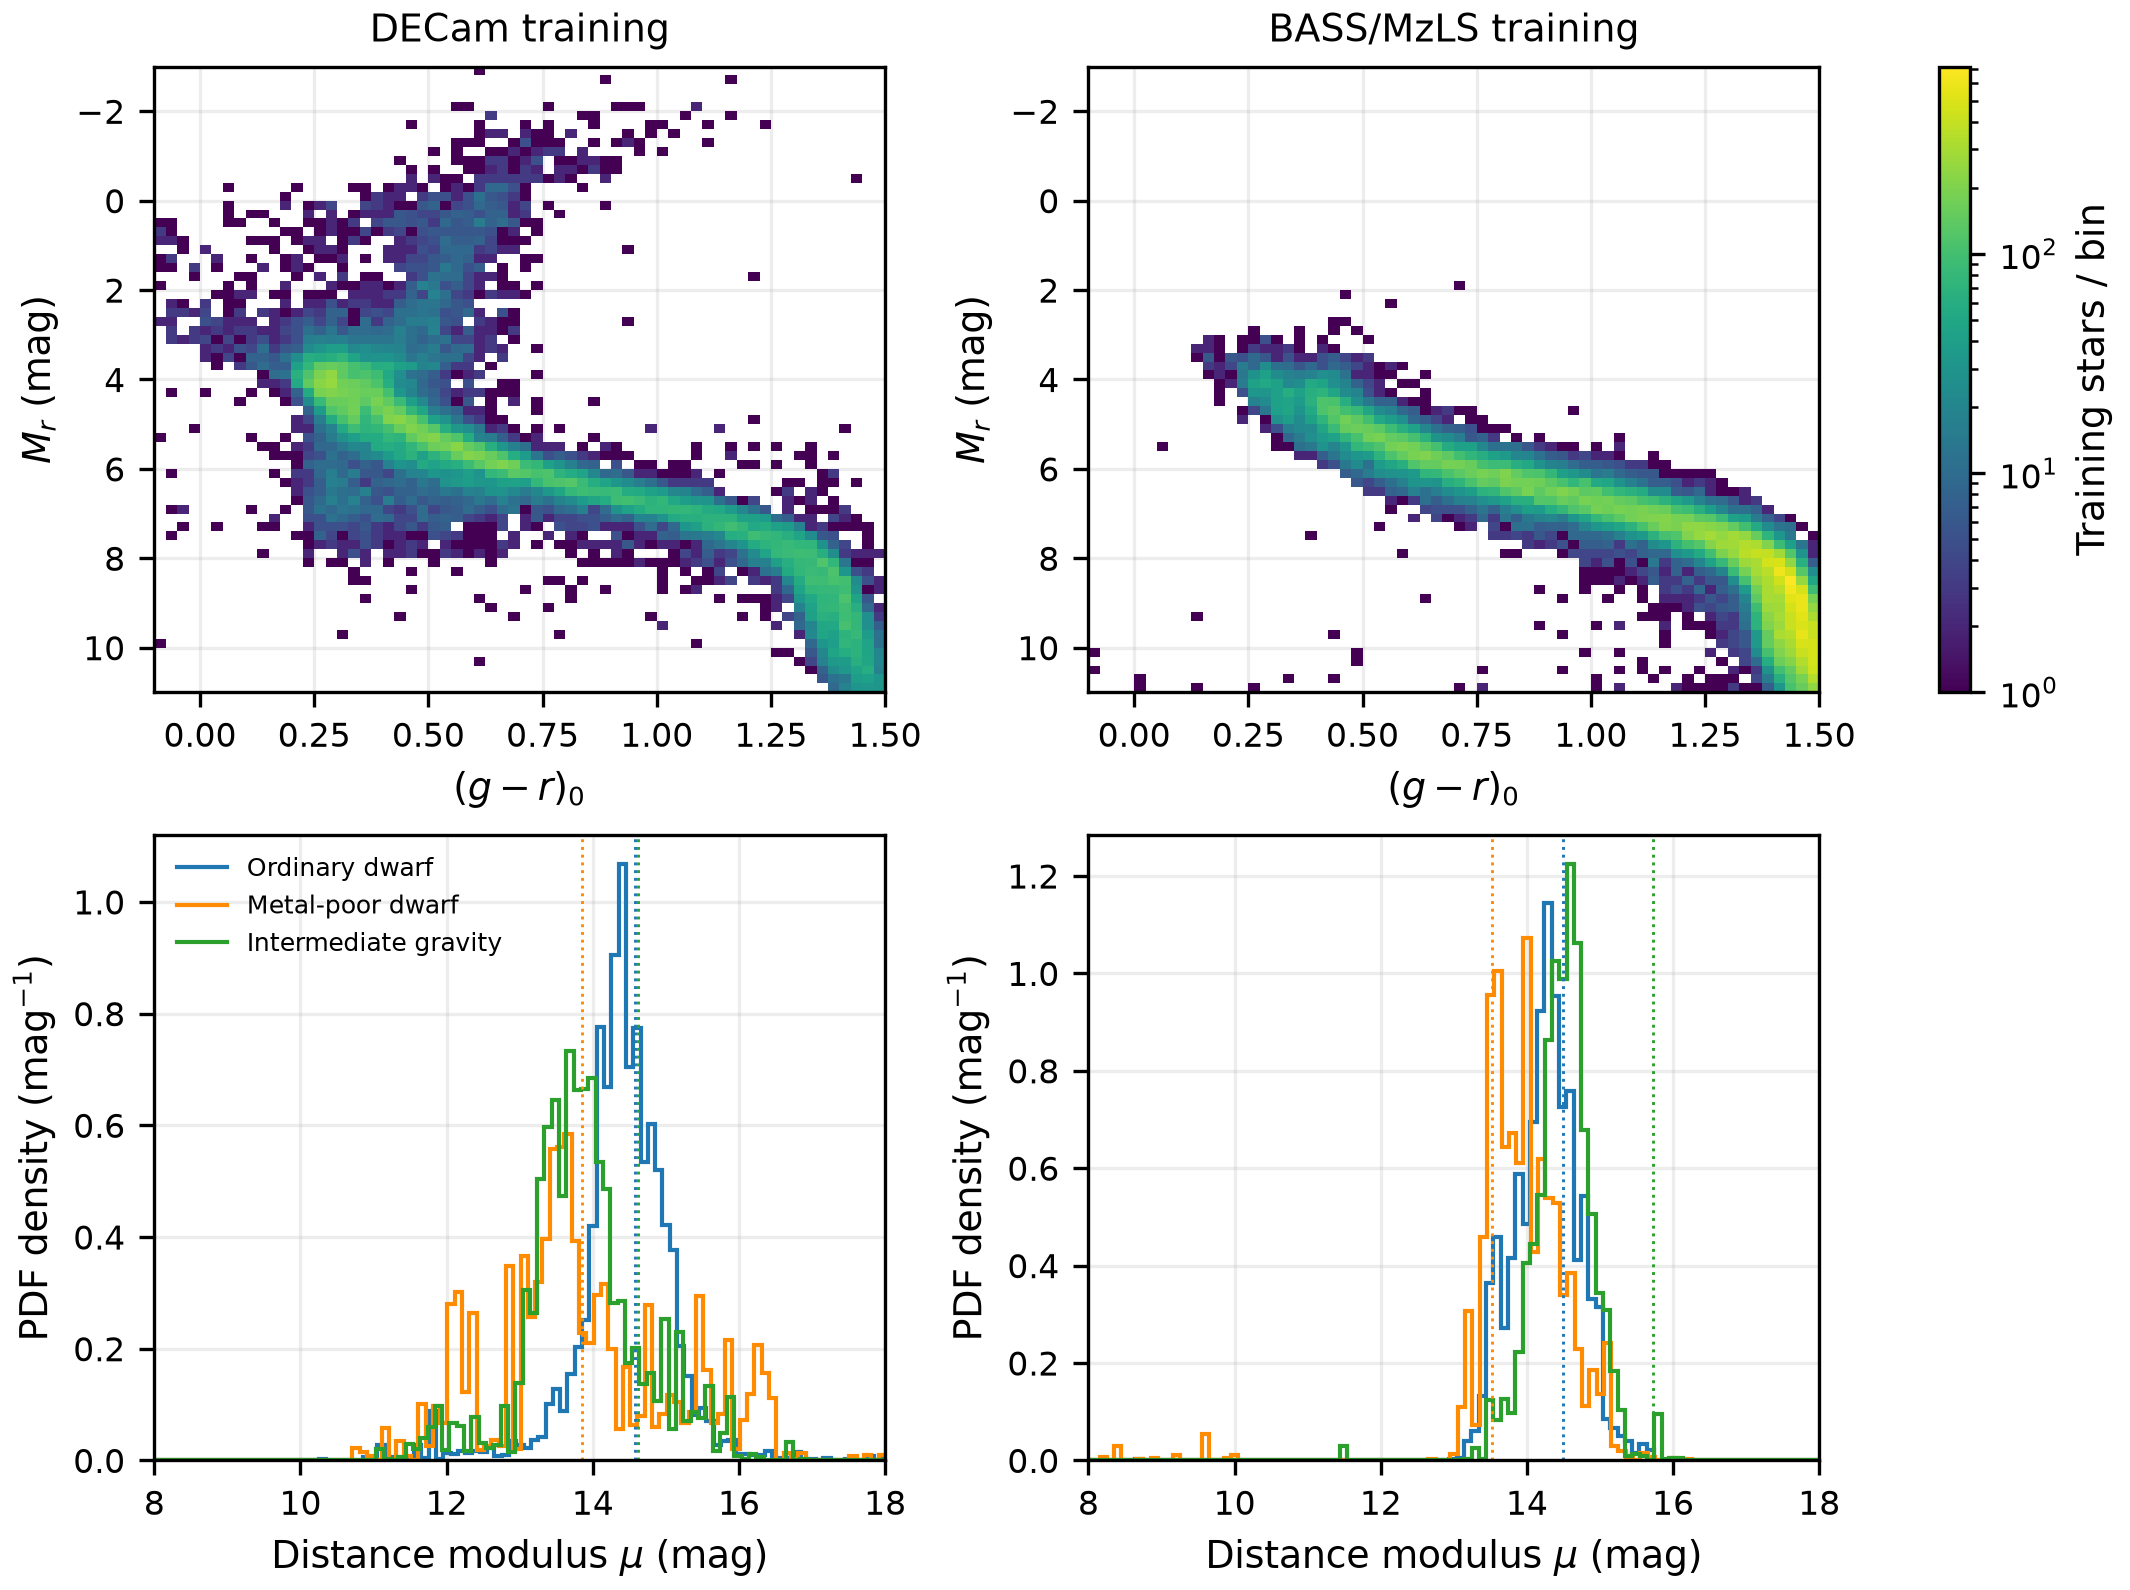 DECam training
BASS/MzLS training
−2
0
2
4
6
8
10
M_r (mag)
0.00 0.25 0.50 0.75 1.00 1.25 1.50
(g − r)_0
−2
0
2
4
6
8
10
M_r (mag)
0.00 0.25 0.50 0.75 1.00 1.25 1.50
(g − r)_0
10^2
10^1
10^0
Training stars / bin
Ordinary dwarf
Metal-poor dwarf
Intermediate gravity
1.0
0.8
0.6
0.4
0.2
0.0
PDF density (mag^−1)
8 10 12 14 16 18
Distance modulus μ (mag)
1.2
1.0
0.8
0.6
0.4
0.2
0.0
PDF density (mag^−1)
8 10 12 14 16 18
Distance modulus μ (mag)